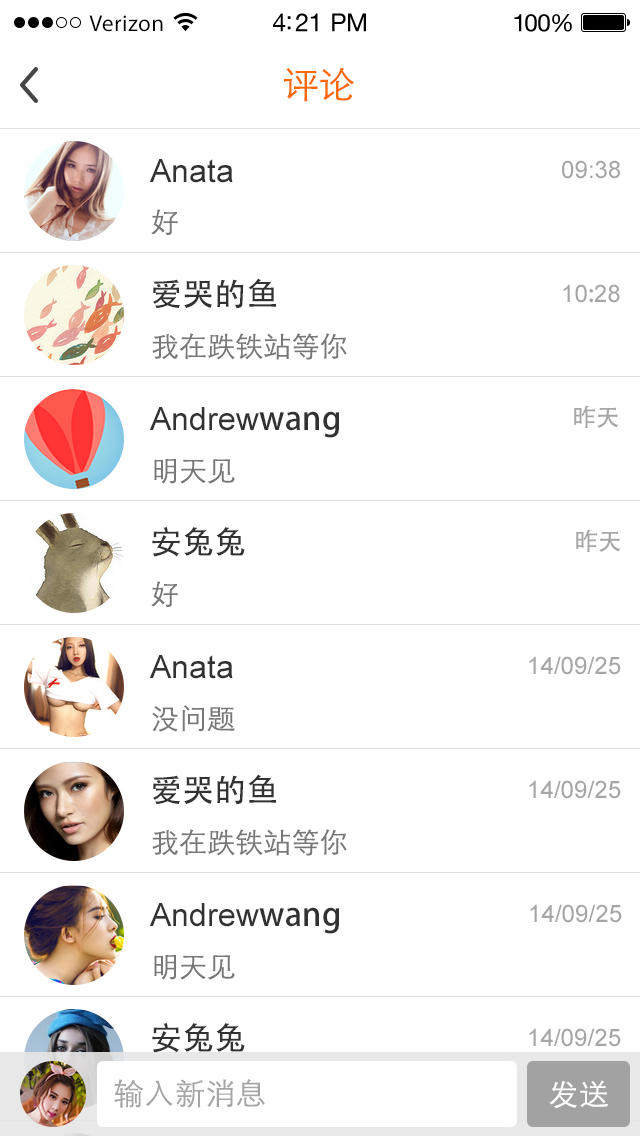 Verizon 4:21 PM 100%
评论
Anata 09:38
好
爱哭的鱼 10:28
我在跌铁站等你
Andrewwang 昨天
明天见
安兔兔 昨天
好
Anata 14/09/25
没问题
爱哭的鱼 14/09/25
我在跌铁站等你
Andrewwang 14/09/25
明天见
安兔兔 14/09/25
输入新消息 发送